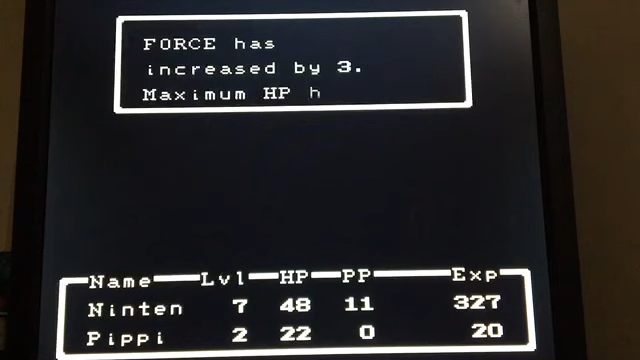 FORCE has
increased by 3.
Maximum HP h
Name Lvl HP PP Exp
Ninten 7 48 11 327
Pippi 2 22 0 20